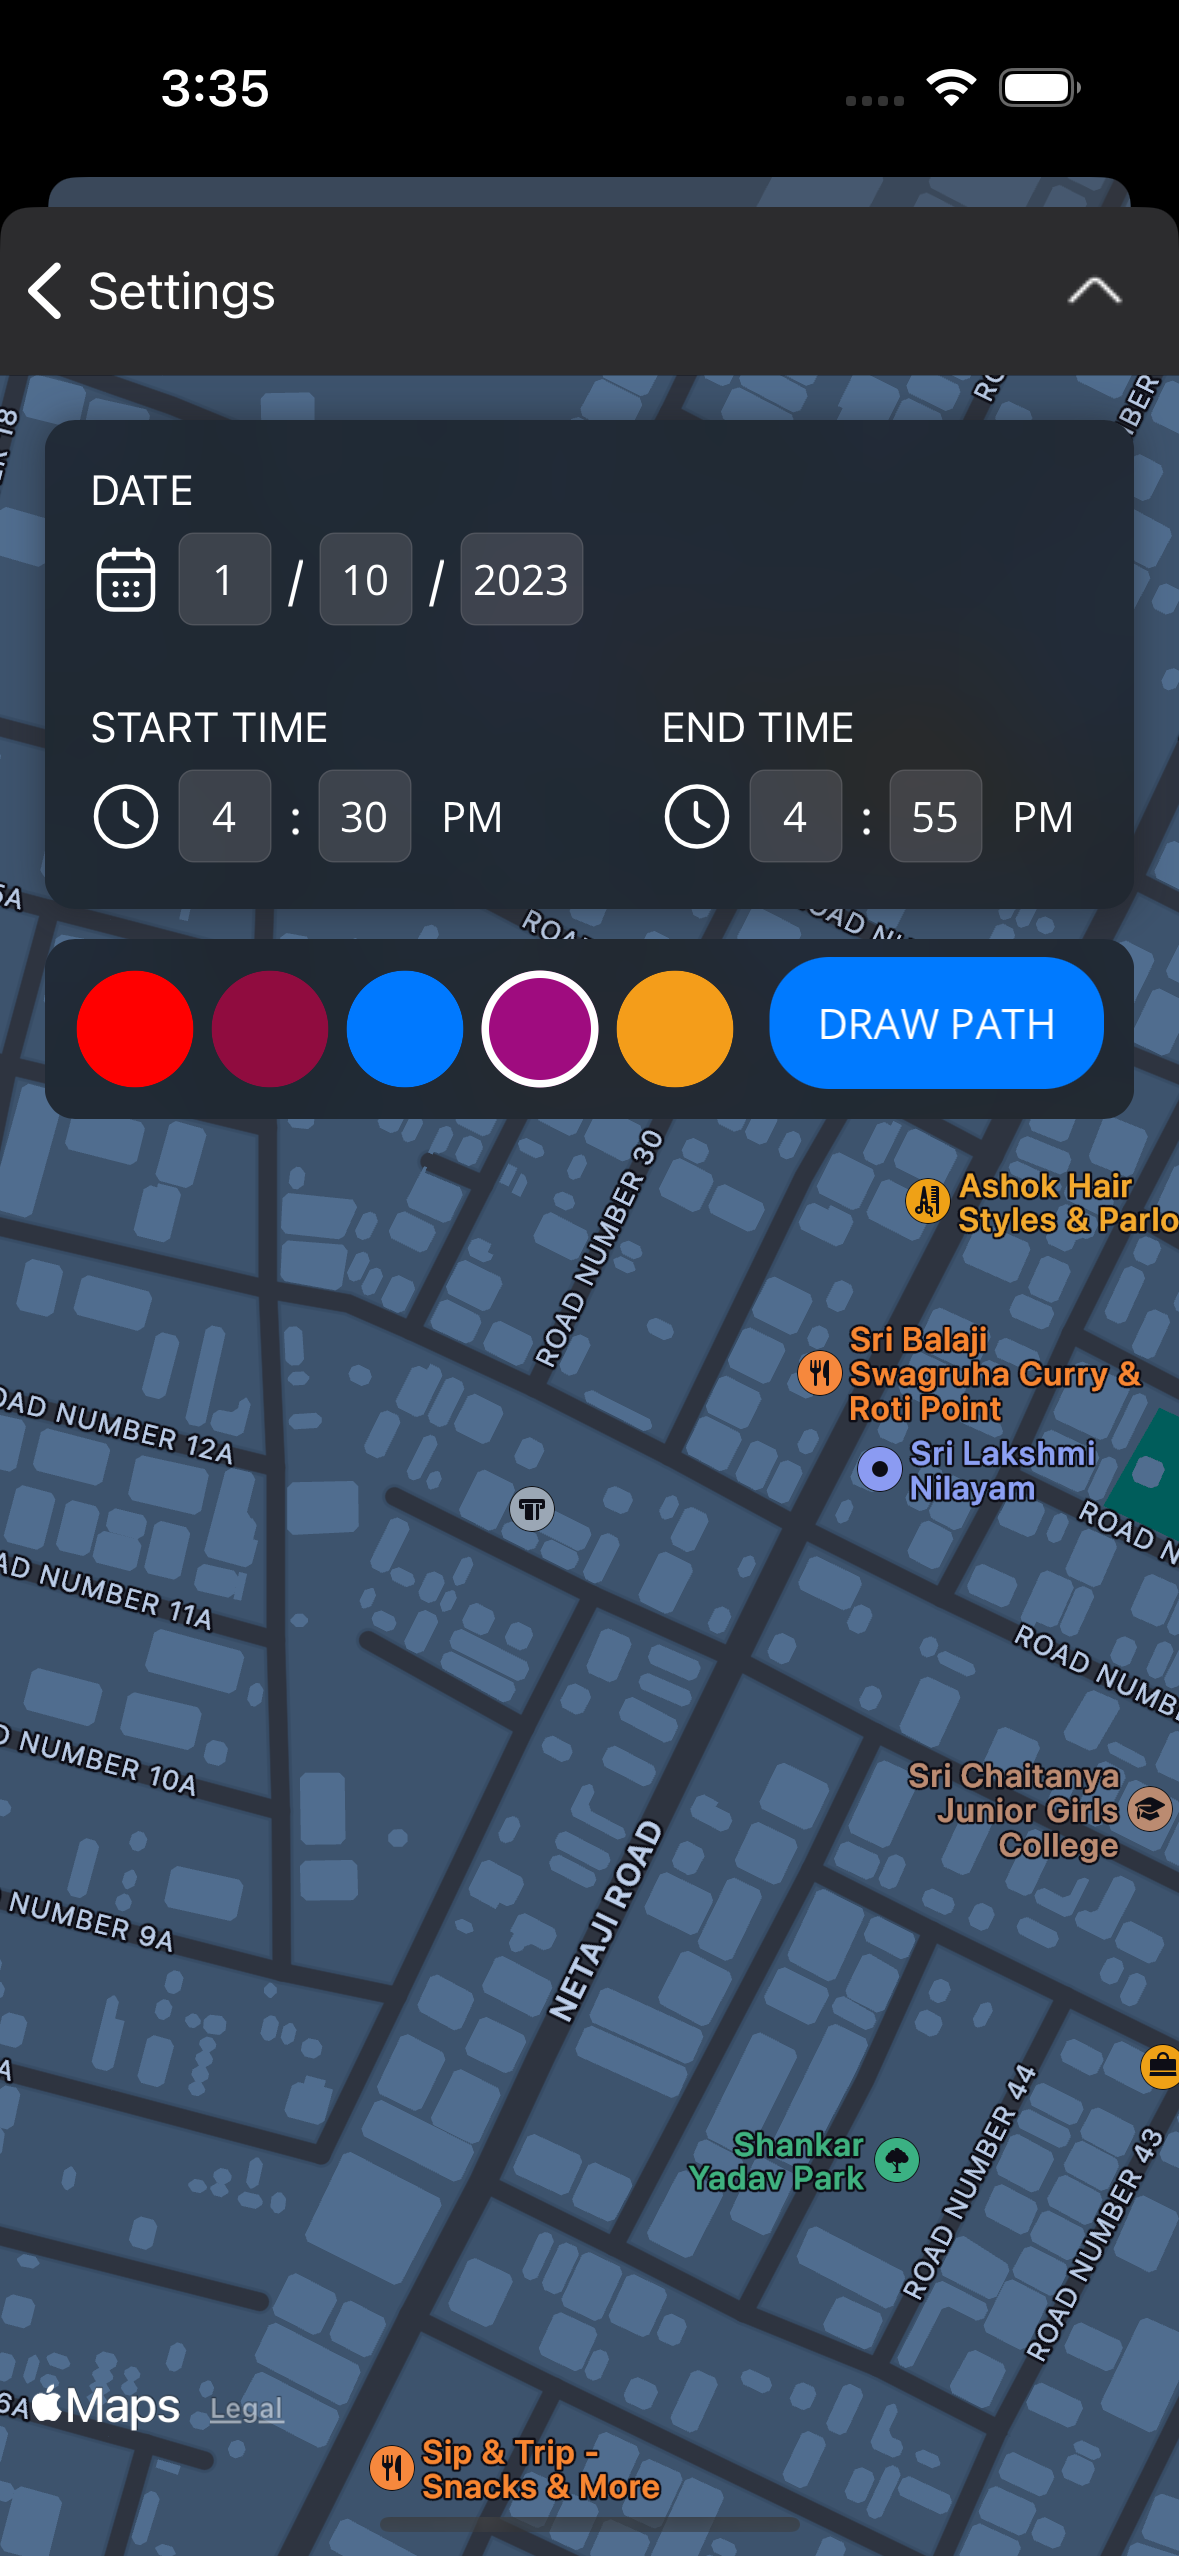 3:35
Settings
DATE
1 / 10 / 2023
START TIME
END TIME
4 : 30 PM
4 : 55 PM
DRAW PATH
ROAD NUMBER 30
Ashok Hair
Styles & Parlo
Sri Balaji
Swagruha Curry &
Roti Point
Sri Lakshmi
Nilayam
OAD NUMBER 12A
ROAD N
AD NUMBER 11A
ROAD NUMBE
D NUMBER 10A
Sri Chaitanya
Junior Girls
College
NETAJI ROAD
NUMBER 9A
Shankar
Yadav Park
ROAD NUMBER 44
ROAD NUMBER 43
6A
Maps
Legal
Sip & Trip -
Snacks & More